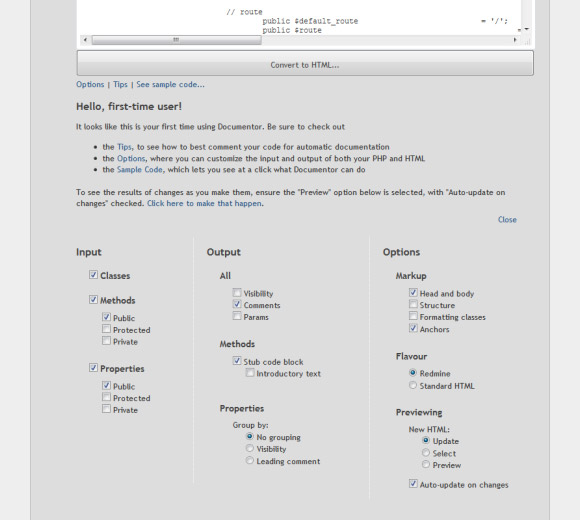 // route
public $default_route = '/';
public $route
Convert to HTML...
Options | Tips | See sample code...
Hello, first-time user!
It looks like this is your first time using Documentor. Be sure to check out
the Tips, to see how to best comment your code for automatic documentation
the Options, where you can customize the input and output of both your PHP and HTML
the Sample Code, which lets you see at a click what Documentor can do
To see the results of changes as you make them, ensure the "Preview" option below is selected, with "Auto-update on
changes" checked. Click here to make that happen.
Close
Input
Classes
Methods
Public
Protected
Private
Properties
Public
Protected
Private
Output
All
Visibility
Comments
Params
Methods
Stub code block
Introductory text
Properties
Group by:
No grouping
Visibility
Leading comment
Options
Markup
Head and body
Structure
Formatting classes
Anchors
Flavour
Redmine
Standard HTML
Previewing
New HTML:
Update
Select
Preview
Auto-update on changes